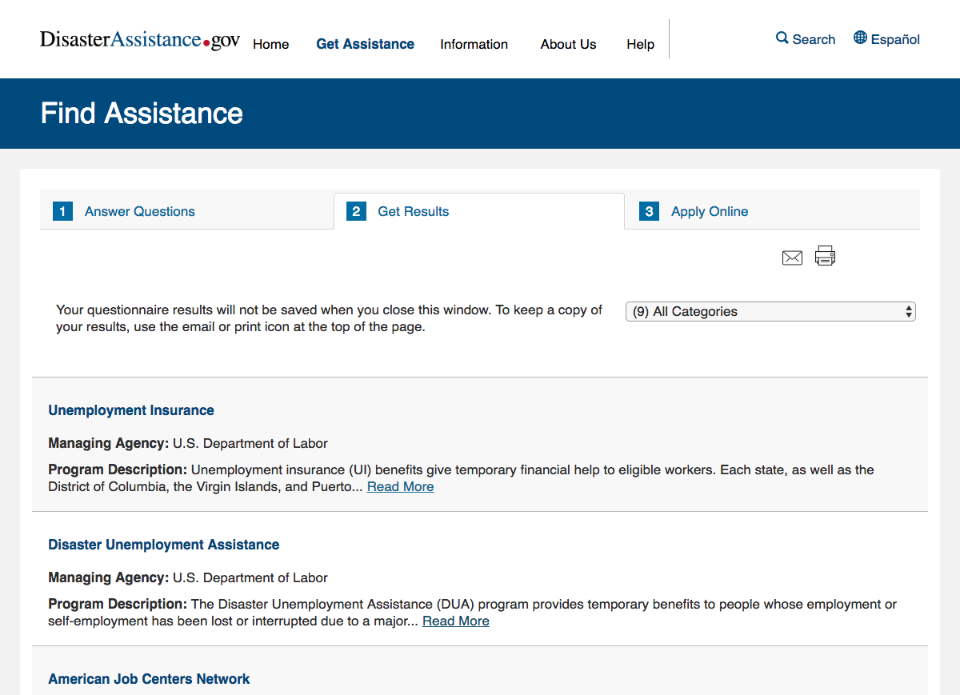 DisasterAssistance.gov Home Get Assistance Information About Us Help Search Español
Find Assistance
1 Answer Questions 2 Get Results 3 Apply Online
Your questionnaire results will not be saved when you close this window. To keep a copy of
your results, use the email or print icon at the top of the page.
(9) All Categories
Unemployment Insurance
Managing Agency: U.S. Department of Labor
Program Description: Unemployment insurance (UI) benefits give temporary financial help to eligible workers. Each state, as well as the
District of Columbia, the Virgin Islands, and Puerto... Read More
Disaster Unemployment Assistance
Managing Agency: U.S. Department of Labor
Program Description: The Disaster Unemployment Assistance (DUA) program provides temporary benefits to people whose employment or
self-employment has been lost or interrupted due to a major... Read More
American Job Centers Network